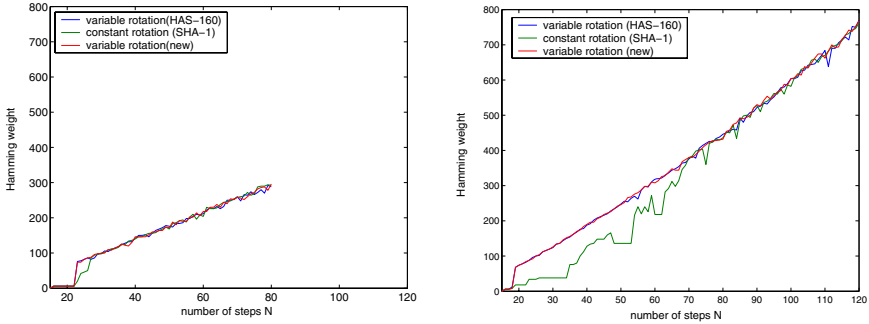 800
700
600
500
400
300
200
100
0
Hamming weight
variable rotation(HAS−160)
constant rotation (SHA−1)
variable rotation(new)
20 40 60 80 100 120
number of steps N
800
700
600
500
400
300
200
100
0
Hamming weight
variable rotation (HAS−160)
constant rotation (SHA−1)
variable rotation (new)
20 30 40 50 60 70 80 90 100 110 120
number of steps N